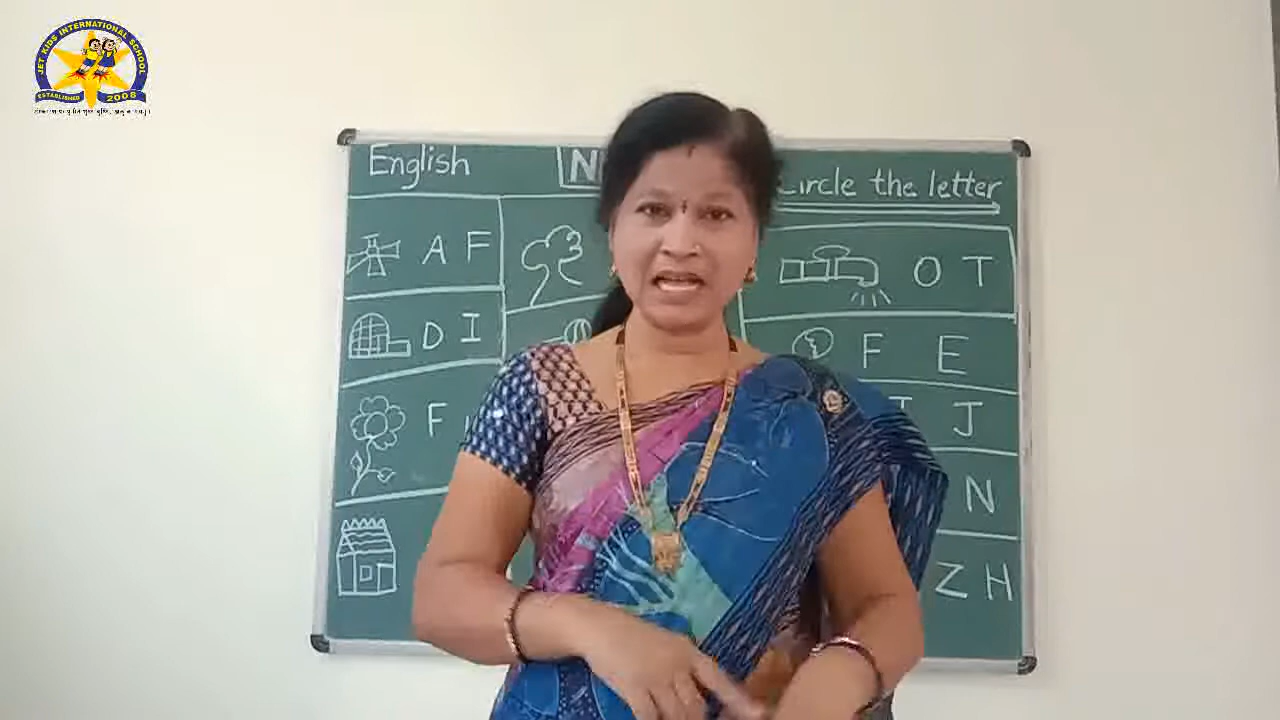 JET KIDS INTERNATIONAL SCHOOL
ESTABLISHED 2008
English
Circle the letter
A F
O T
D I
F E
F
J
N
Z H